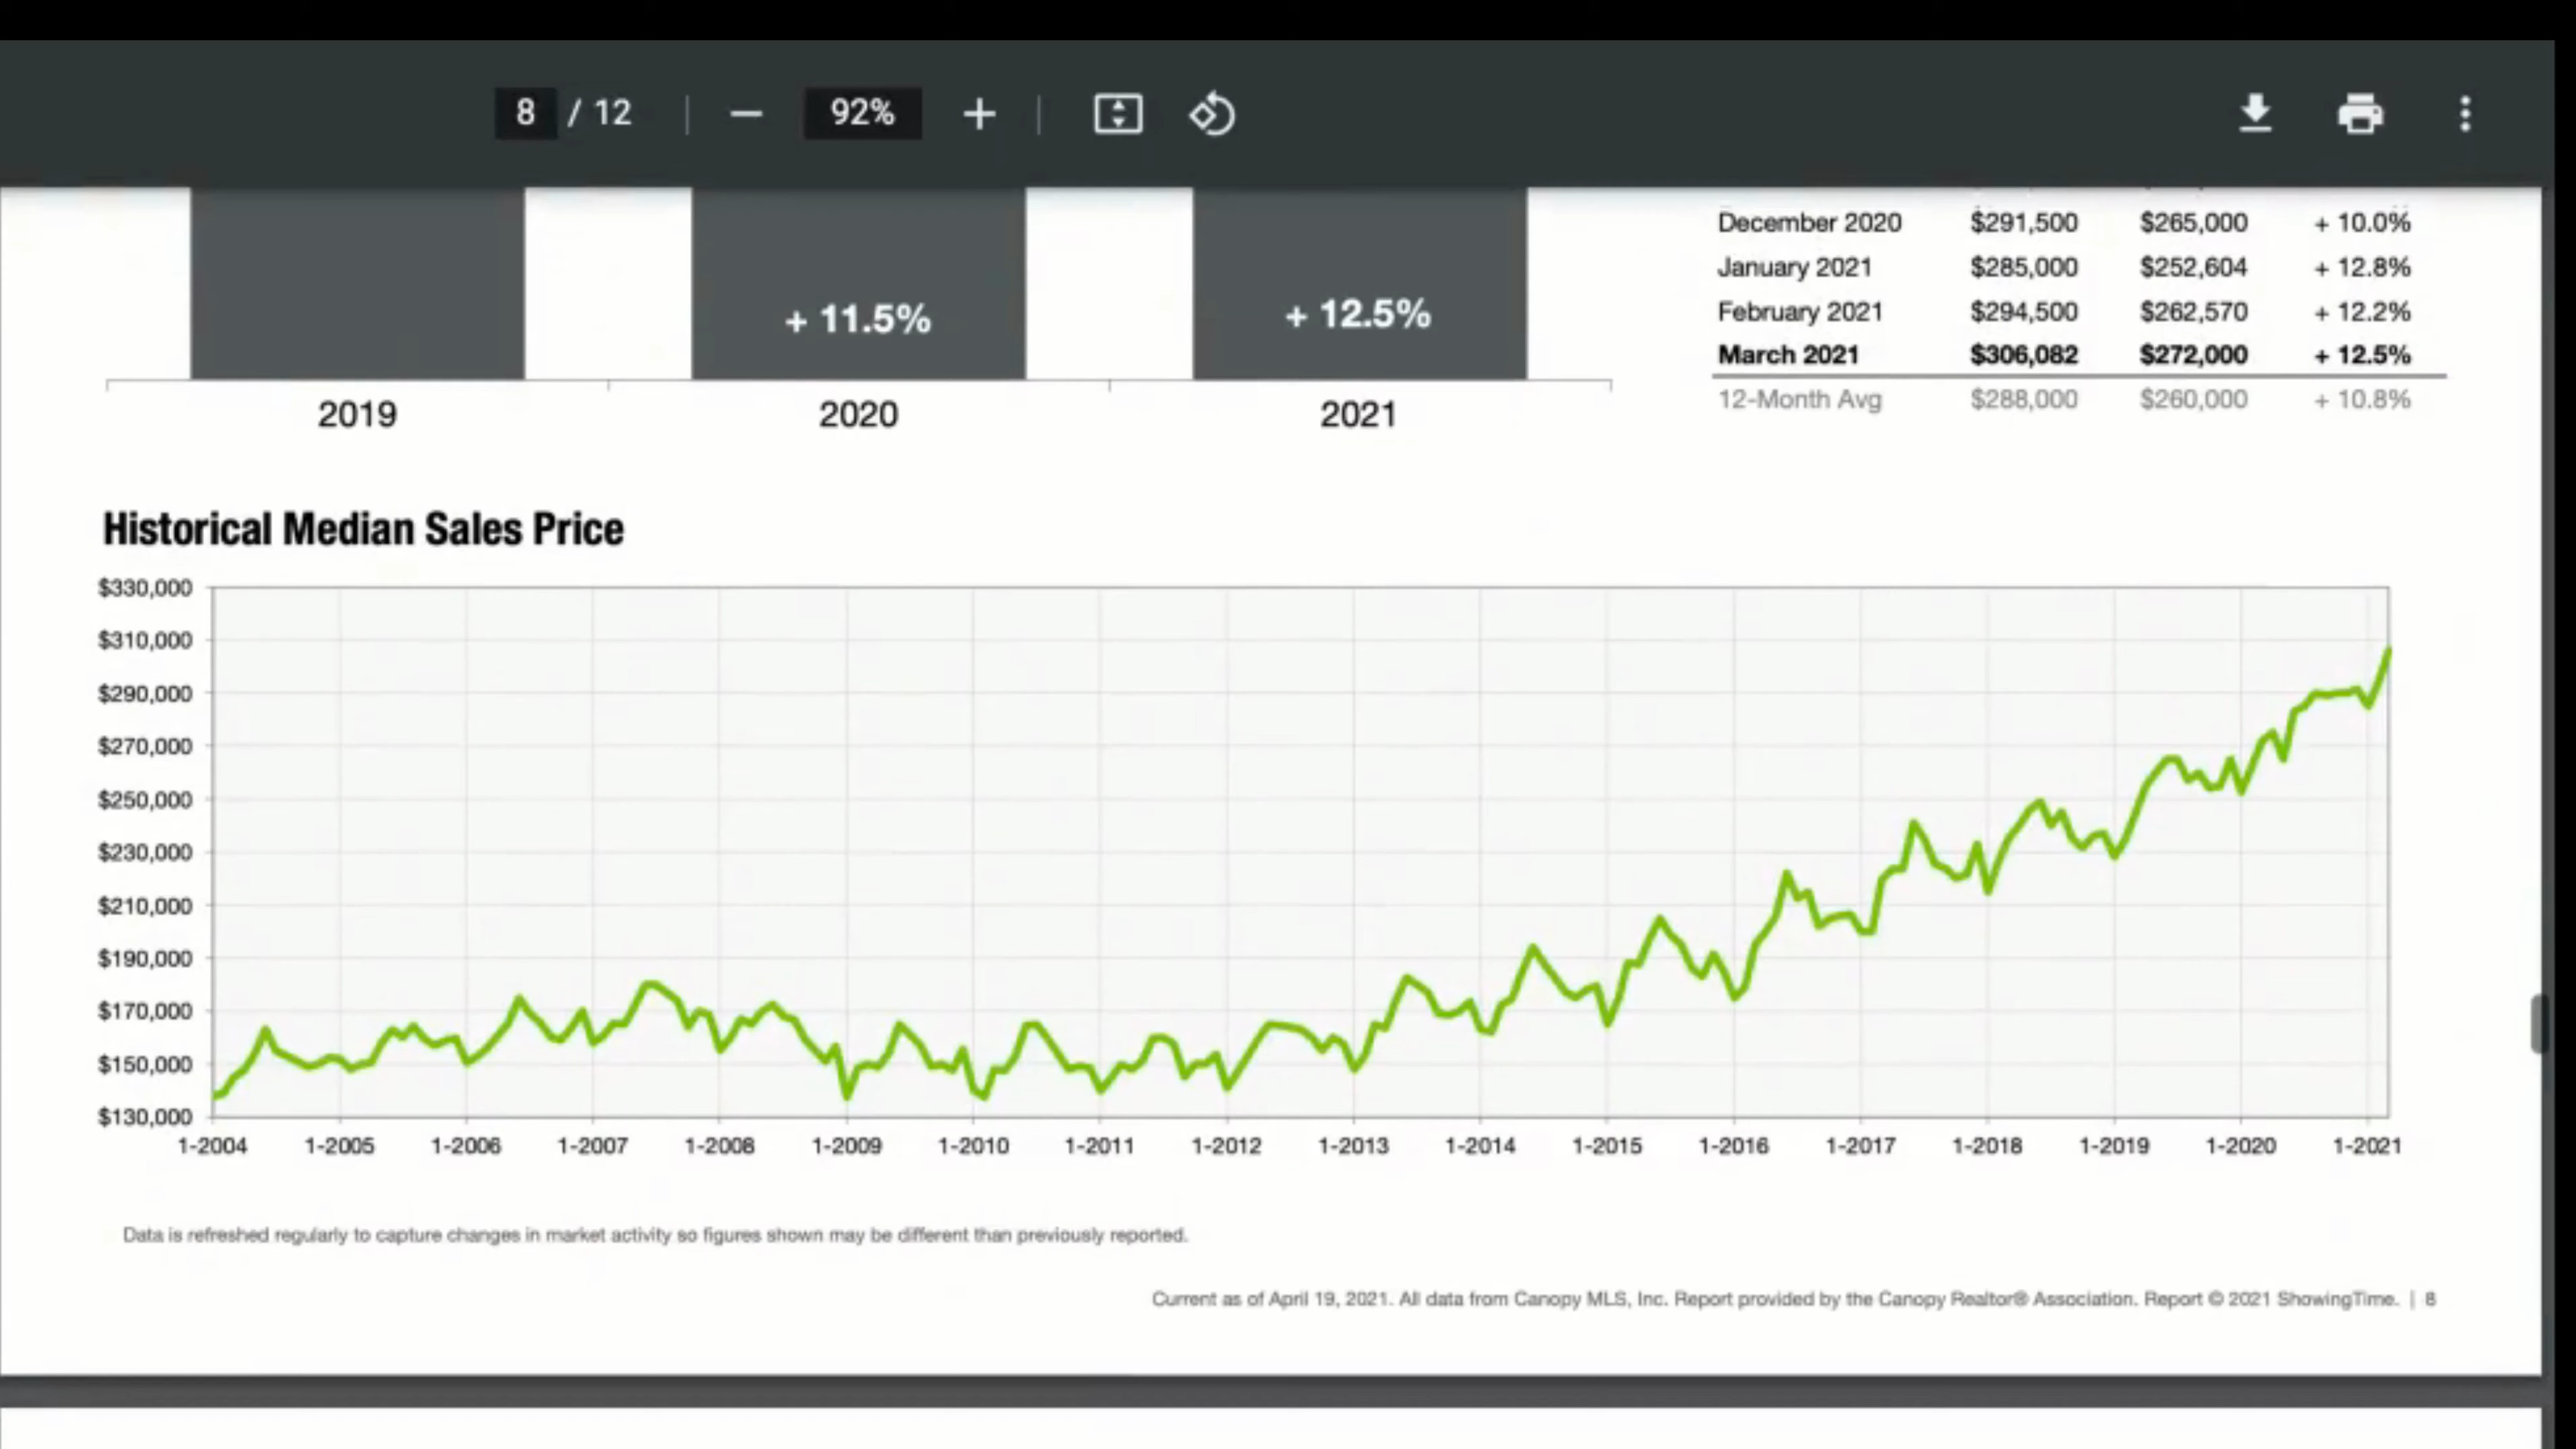 8 / 12 92%
December 2020 $291,500 $265,000 + 10.0%
January 2021 $285,000 $252,604 + 12.8%
February 2021 $294,500 $262,570 + 12.2%
March 2021 $306,082 $272,000 + 12.5%
12-Month Avg $288,000 $260,000 + 10.8%
+ 11.5% + 12.5%
2019 2020 2021
Historical Median Sales Price
$330,000
$310,000
$290,000
$270,000
$250,000
$230,000
$210,000
$190,000
$170,000
$150,000
$130,000
1-2004 1-2005 1-2006 1-2007 1-2008 1-2009 1-2010 1-2011 1-2012 1-2013 1-2014 1-2015 1-2016 1-2017 1-2018 1-2019 1-2020 1-2021
Data is refreshed regularly to capture changes in market activity so figures shown may be different than previously reported.
Current as of April 19, 2021. All data from Canopy MLS, Inc. Report provided by the Canopy Realtor® Association. Report © 2021 ShowingTime. | 8